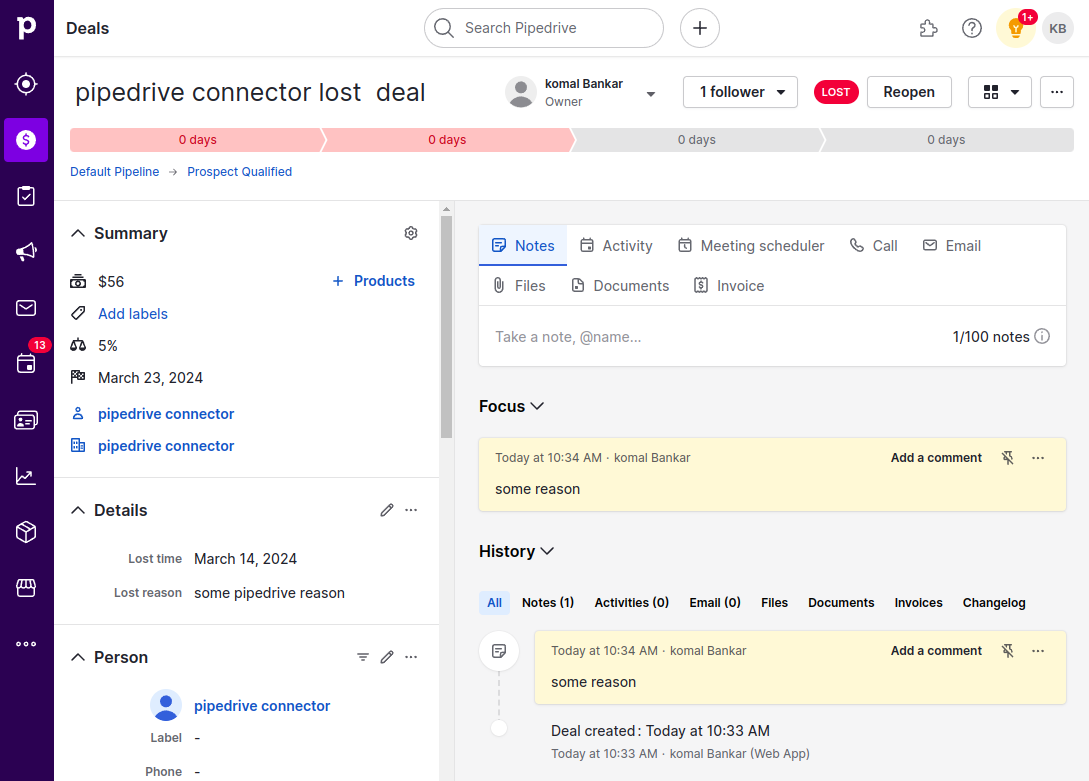 p
Deals
Search Pipedrive
1+
KB
pipedrive connector lost  deal
komal Bankar
Owner
1 follower
LOST
Reopen
0 days
0 days
0 days
0 days
Default Pipeline → Prospect Qualified
13
Summary
$56
+ Products
Add labels
5%
March 23, 2024
pipedrive connector
pipedrive connector
Details
Lost time March 14, 2024
Lost reason some pipedrive reason
Person
pipedrive connector
Label -
Phone -
Notes
Activity
Meeting scheduler
Call
Email
Files
Documents
Invoice
Take a note, @name...
1/100 notes
Focus
Today at 10:34 AM · komal Bankar
Add a comment
some reason
History
All
Notes (1)
Activities (0)
Email (0)
Files
Documents
Invoices
Changelog
Today at 10:34 AM · komal Bankar
Add a comment
some reason
Deal created: Today at 10:33 AM
Today at 10:33 AM · komal Bankar (Web App)